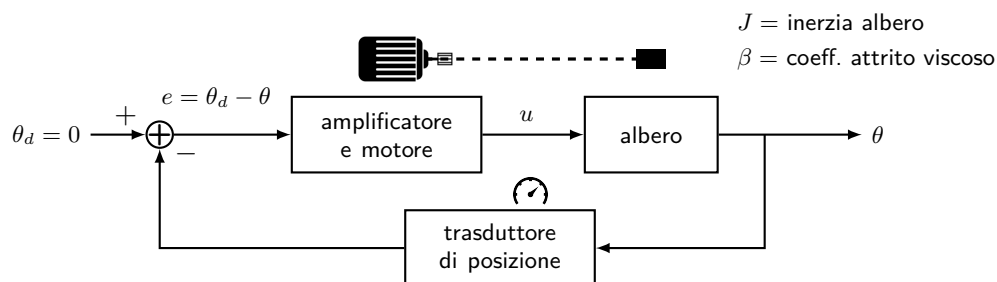 J = inerzia albero
β = coeff. attrito viscoso
e = θ_d − θ
+
θ_d = 0
−
amplificatore
e motore
u
albero
θ
trasduttore
di posizione